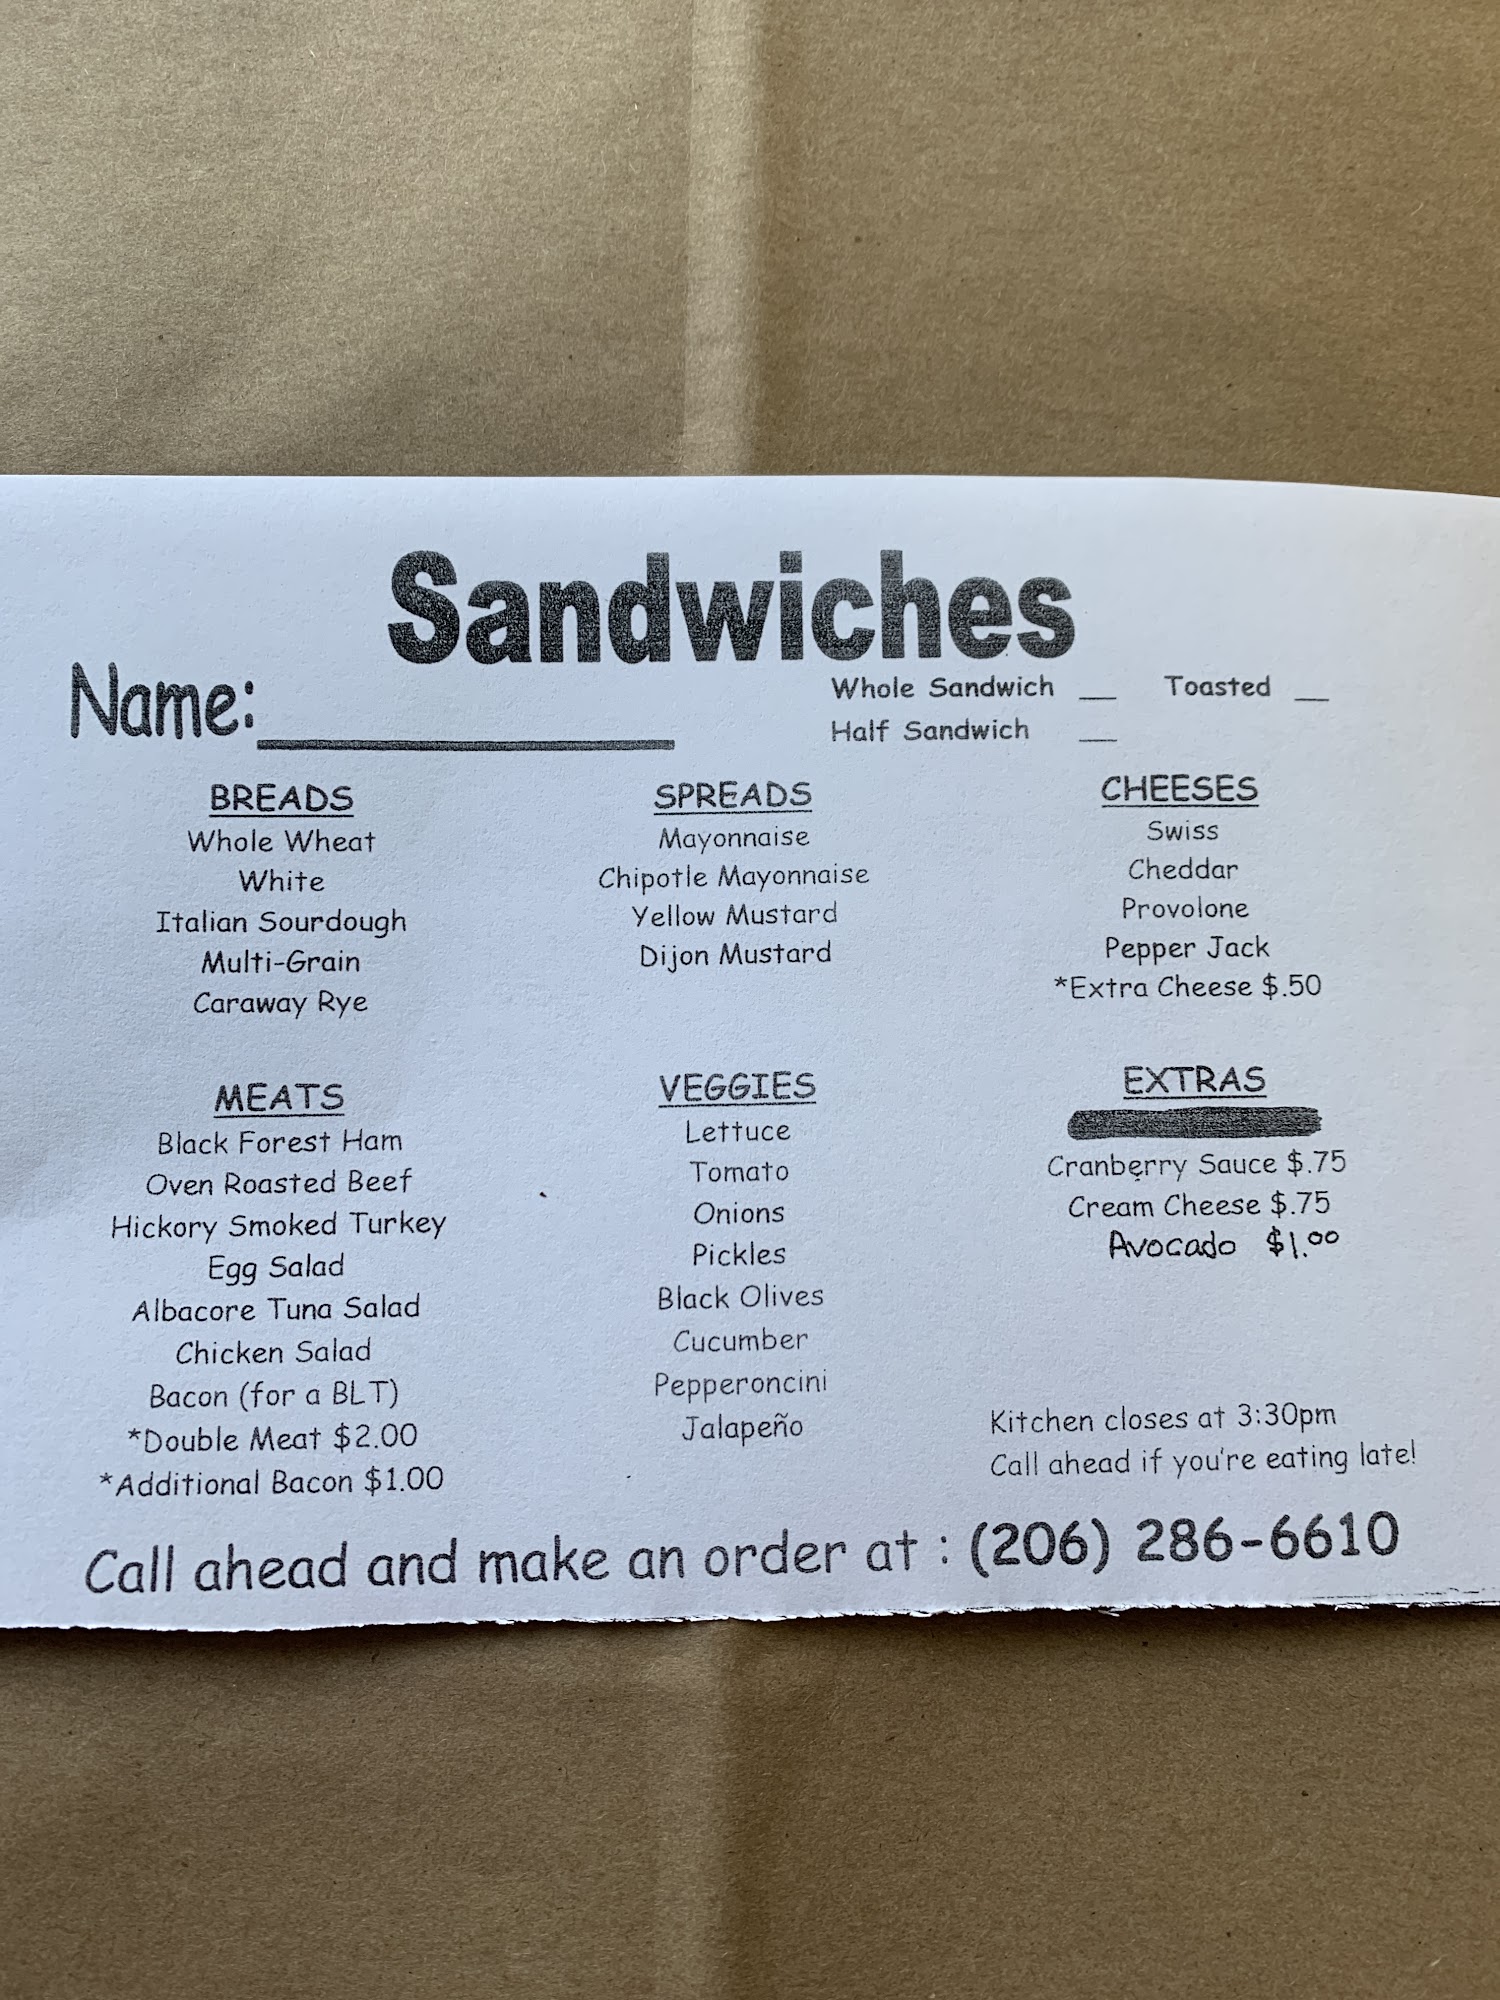 Sandwiches
Name:
Whole Sandwich __ Toasted __
Half Sandwich __
BREADS
Whole Wheat
White
Italian Sourdough
Multi-Grain
Caraway Rye
SPREADS
Mayonnaise
Chipotle Mayonnaise
Yellow Mustard
Dijon Mustard
CHEESES
Swiss
Cheddar
Provolone
Pepper Jack
*Extra Cheese $.50
MEATS
Black Forest Ham
Oven Roasted Beef
Hickory Smoked Turkey
Egg Salad
Albacore Tuna Salad
Chicken Salad
Bacon (for a BLT)
*Double Meat $2.00
*Additional Bacon $1.00
VEGGIES
Lettuce
Tomato
Onions
Pickles
Black Olives
Cucumber
Pepperoncini
Jalapeño
EXTRAS
Cranberry Sauce $.75
Cream Cheese $.75
Avocado $1.00
Kitchen closes at 3:30pm
Call ahead if you're eating late!
Call ahead and make an order at : (206) 286-6610